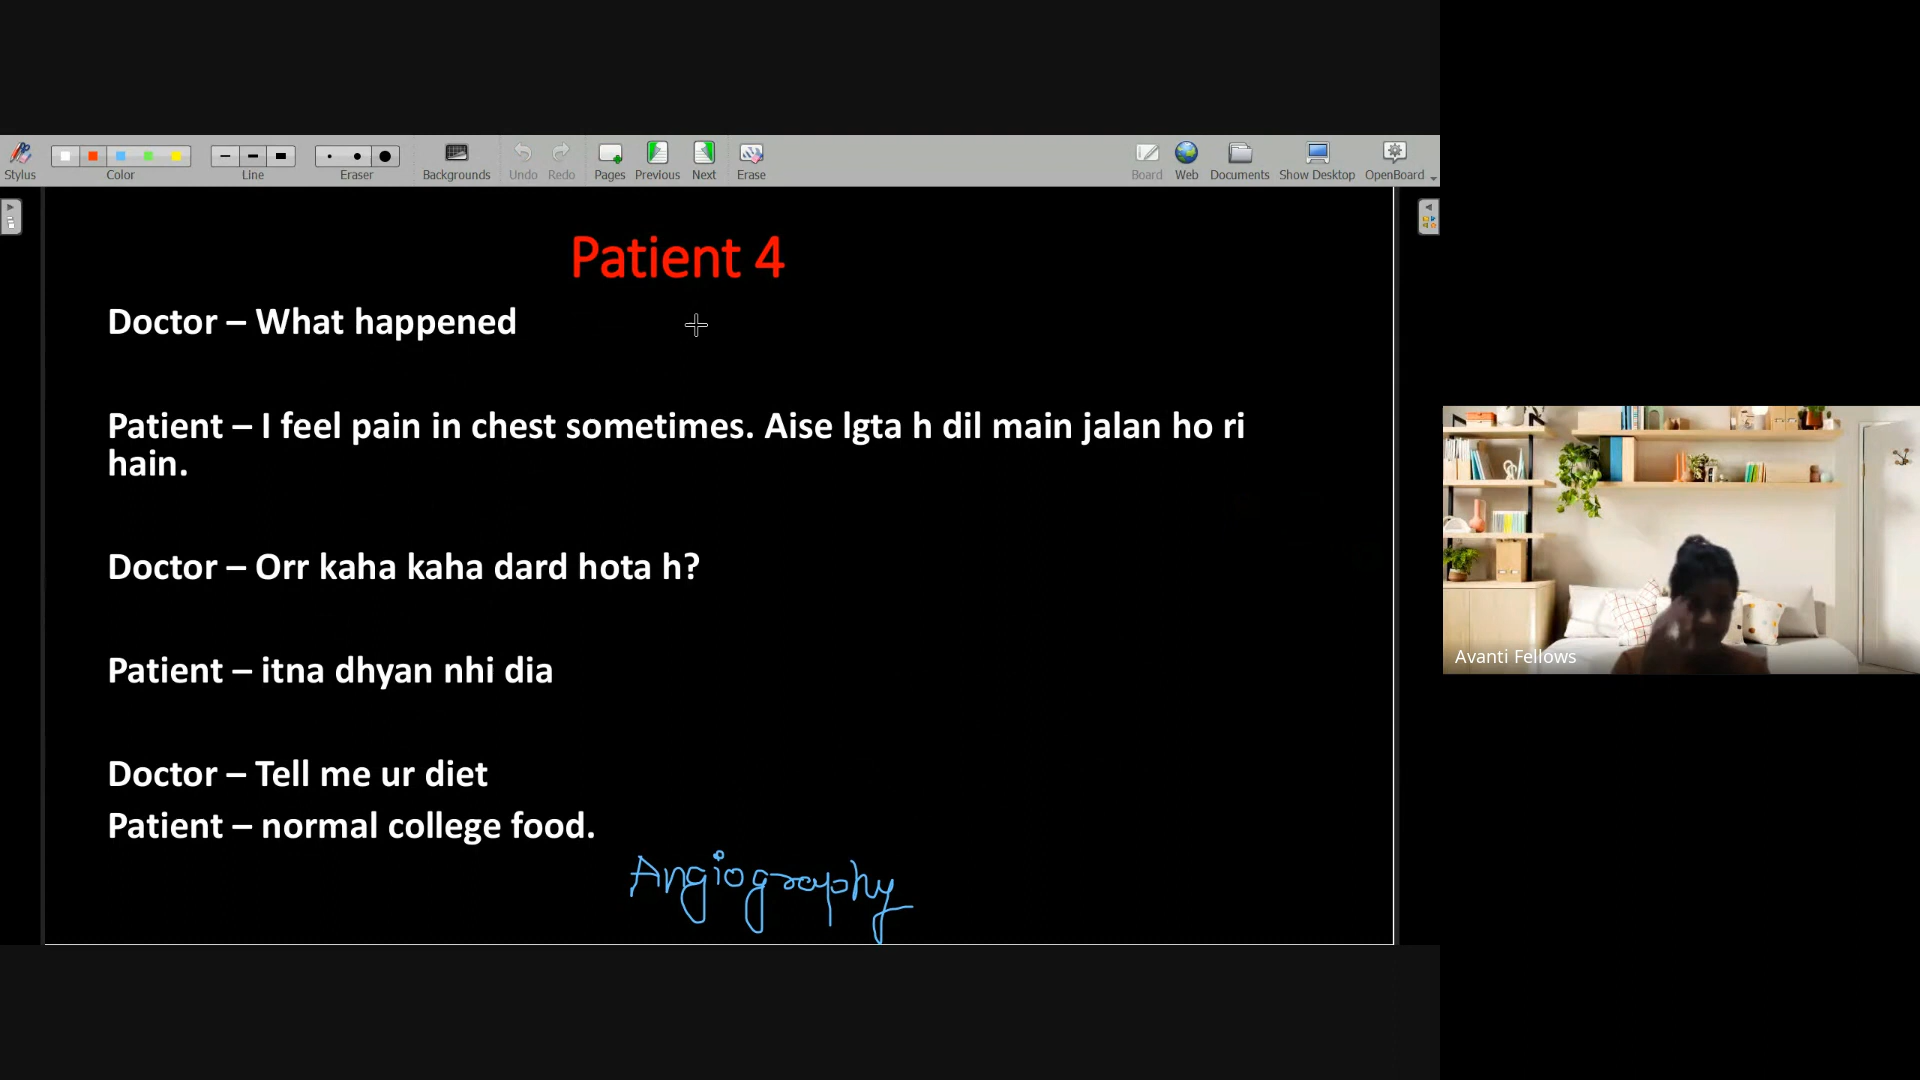 Stylus
Color
Line
Eraser
Backgrounds
Undo
Redo
Pages
Previous
Next
Erase
Board
Web
Documents
Show Desktop
OpenBoard
Patient 4
Doctor – What happened
Patient – I feel pain in chest sometimes. Aise lgta h dil main jalan ho ri
hain.
Doctor – Orr kaha kaha dard hota h?
Patient – itna dhyan nhi dia
Doctor – Tell me ur diet
Patient – normal college food.
Angiography
Avanti Fellows